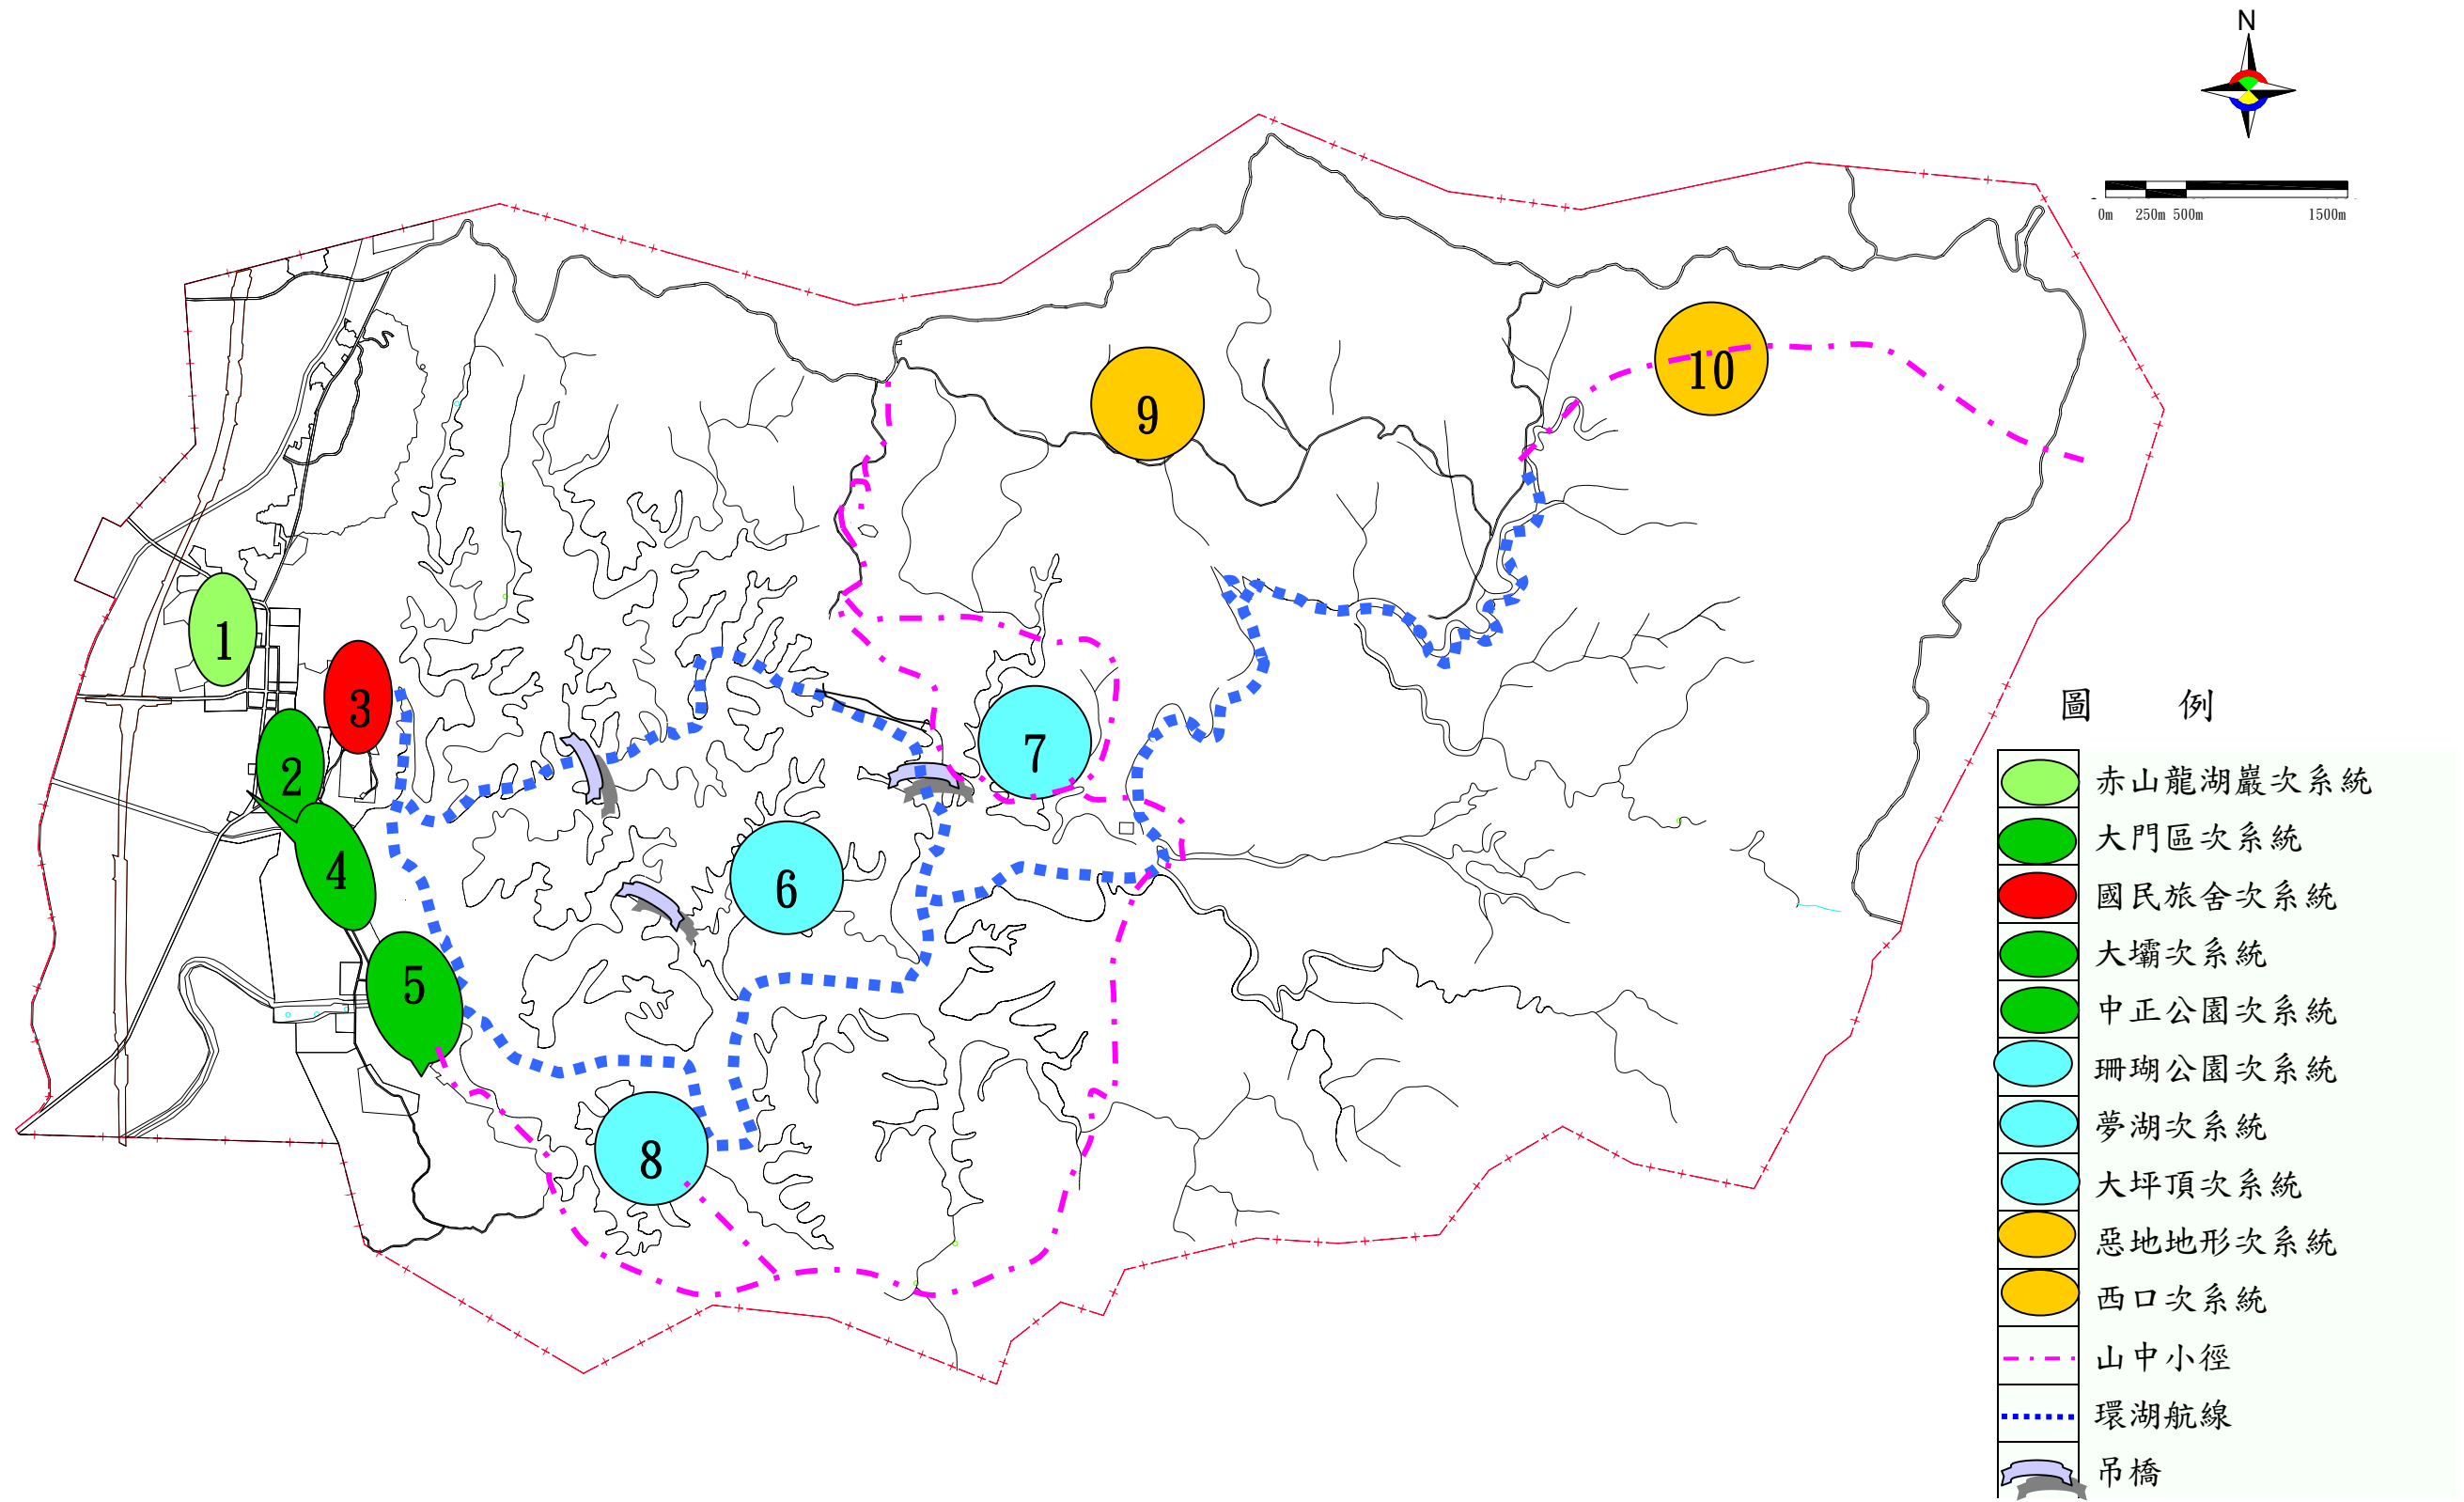 N
0m 250m 500m 1500m
10
9
1
3
7
2
4
6
5
8
圖 例
赤山龍湖巖次系統
大門區次系統
國民旅舍次系統
大壩次系統
中正公園次系統
珊瑚公園次系統
夢湖次系統
大坪頂次系統
惡地地形次系統
西口次系統
山中小徑
環湖航線
吊橋